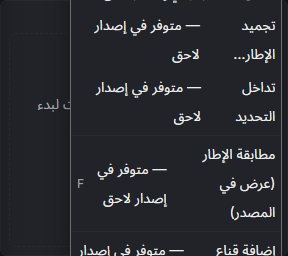 تجميد — متوفر في إصدار
الإطار... لاحق
تداخل — متوفر في إصدار
التحديد لاحق
مطابقة الإطار
(عرض في
المصدر)
— متوفر في
إصدار لاحق
F
إضافة قناع — متوفر في إصدار
ت لبدء